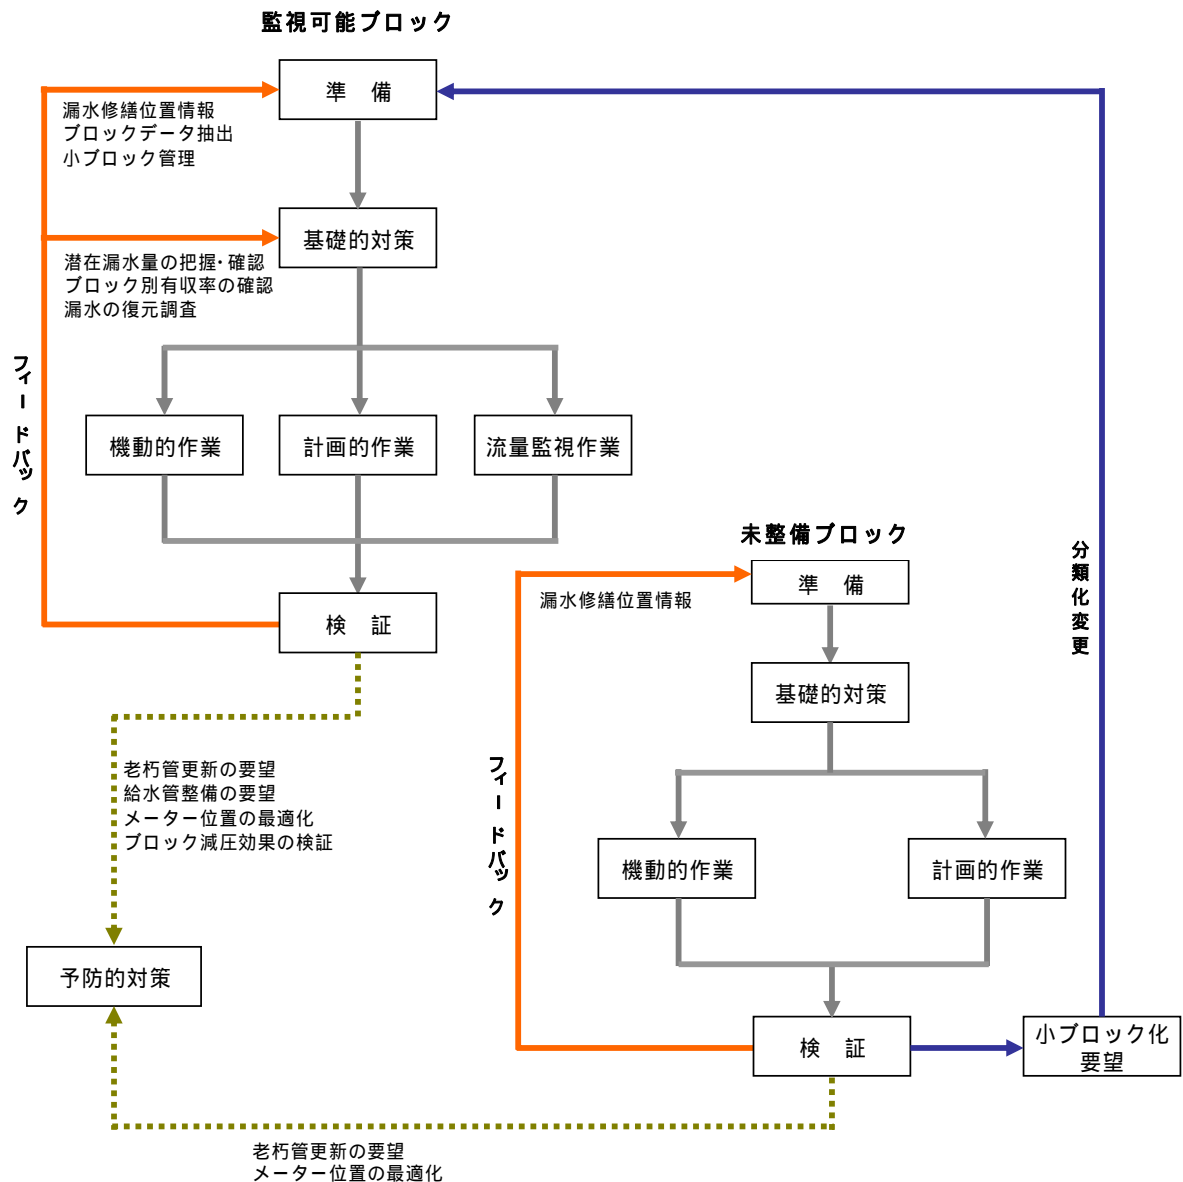 監視可能ブロック
準　備
漏水修繕位置情報
ブロックデータ抽出
小ブロック管理
基礎的対策
潜在漏水量の把握・確認
ブロック別有収率の確認
漏水の復元調査
フィードバック
機動的作業
計画的作業
流量監視作業
検　証
未整備ブロック
準　備
漏水修繕位置情報
分類化変更
基礎的対策
フィードバック
老朽管更新の要望
給水管整備の要望
メーター位置の最適化
ブロック減圧効果の検証
機動的作業
計画的作業
予防的対策
検　証
小ブロック化
要望
老朽管更新の要望
メーター位置の最適化